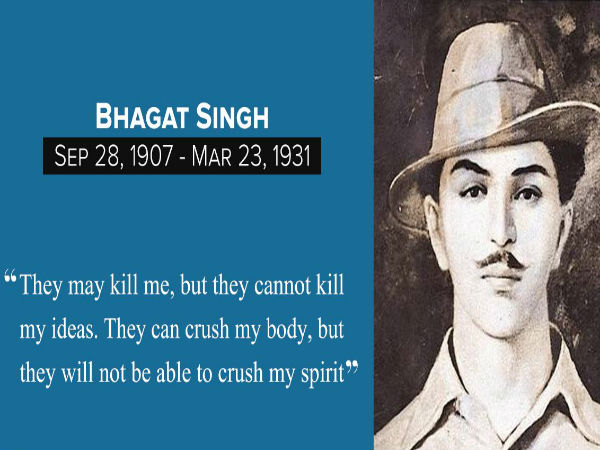 BHAGAT SINGH
SEP 28, 1907 - MAR 23, 1931
“They may kill me, but they cannot kill
my ideas. They can crush my body, but
they will not be able to crush my spirit”